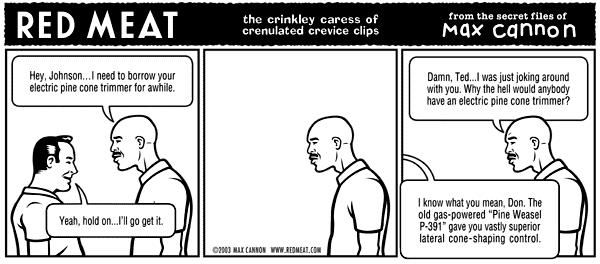 RED MEAT
the crinkley caress of
crenulated crevice clips
from the secret files of
Max cannon
Hey, Johnson...I need to borrow your
electric pine cone trimmer for awhile.
Yeah, hold on...I'll go get it.
©2003 MAX CANNON WWW.REDMEAT.COM
Damn, Ted...I was just joking around
with you. Why the hell would anybody
have an electric pine cone trimmer?
I know what you mean, Don. The
old gas-powered "Pine Weasel
P-391" gave you vastly superior
lateral cone-shaping control.